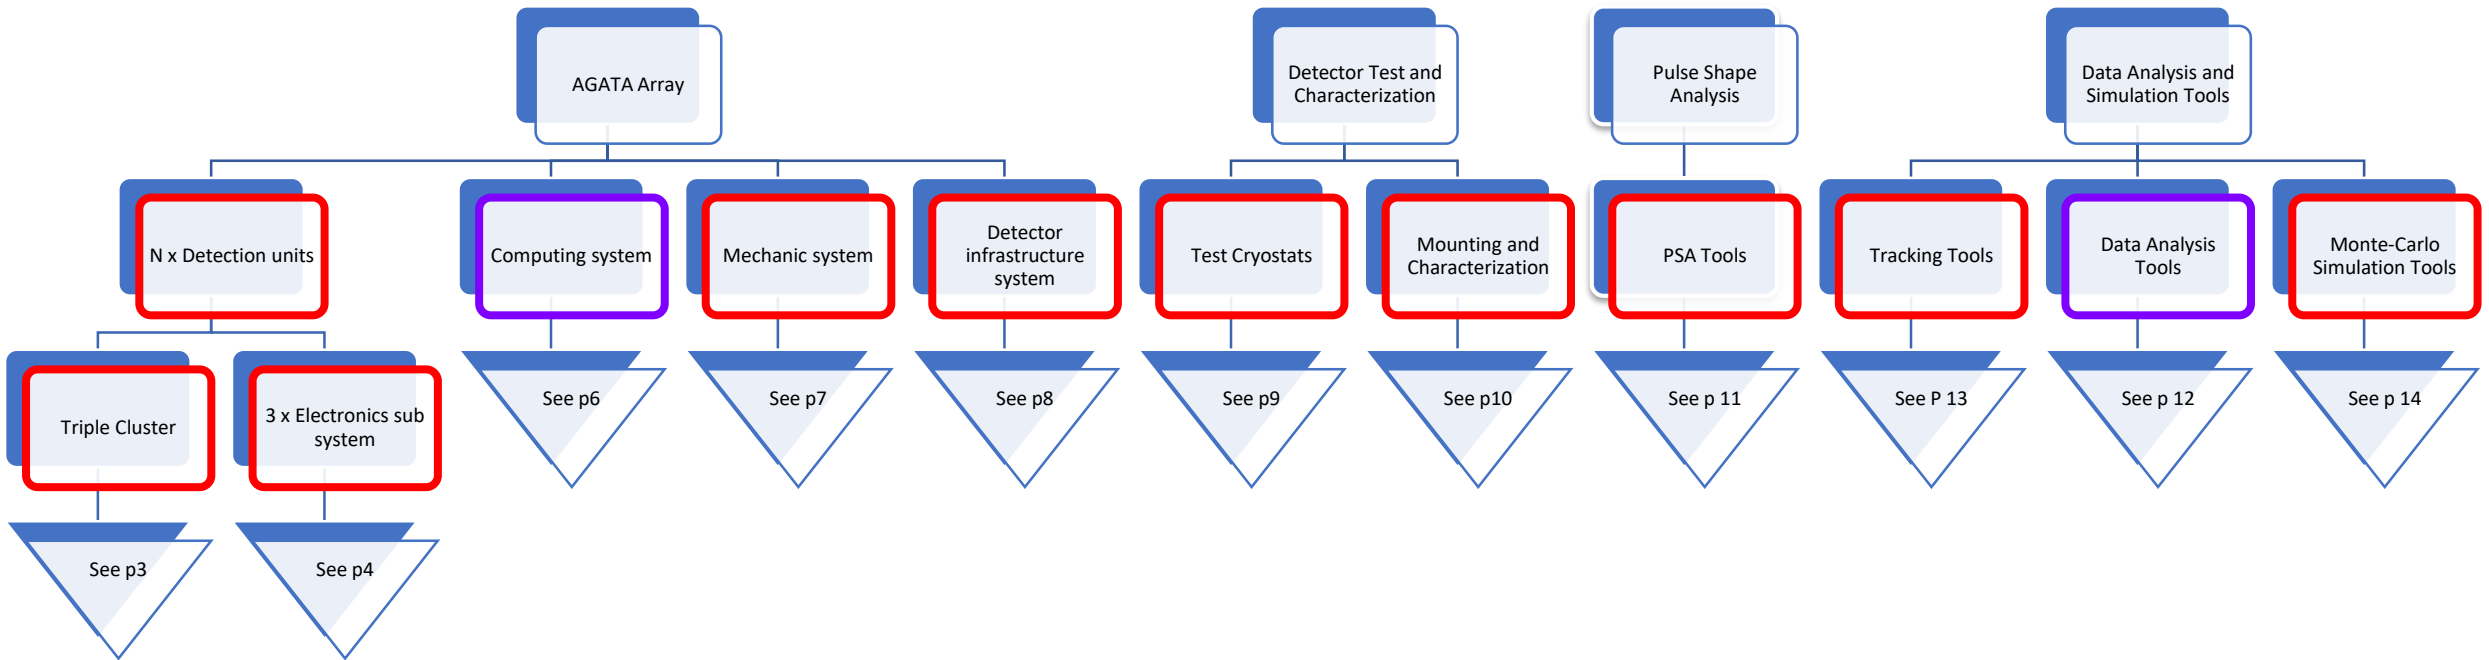 AGATA Array
Detector Test and
Characterization
Pulse Shape
Analysis
Data Analysis and
Simulation Tools
N x Detection units
Computing system
Mechanic system
Detector
infrastructure
system
Test Cryostats
Mounting and
Characterization
PSA Tools
Tracking Tools
Data Analysis
Tools
Monte-Carlo
Simulation Tools
Triple Cluster
3 x Electronics sub
system
See p6
See p7
See p8
See p9
See p10
See p 11
See P 13
See p 12
See p 14
See p3
See p4